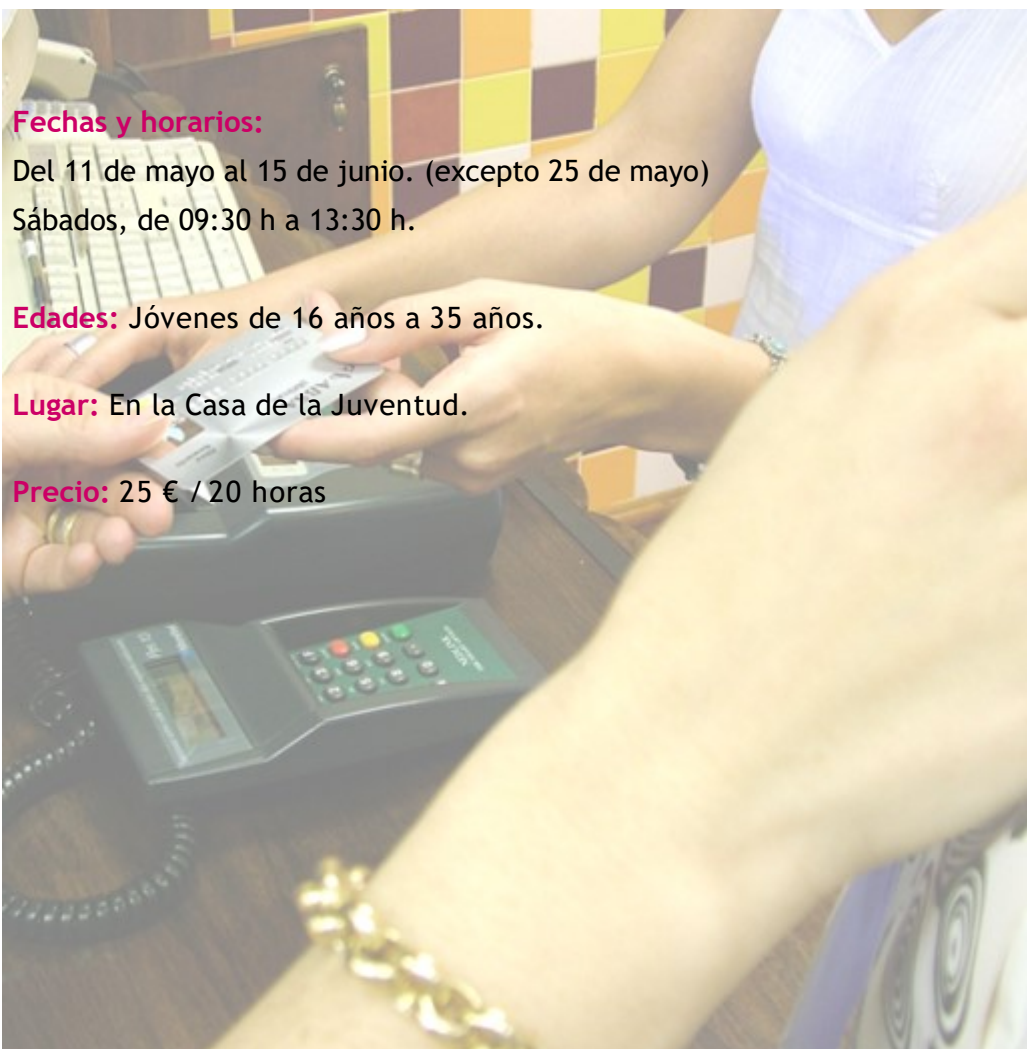 Fechas y horarios:
Del 11 de mayo al 15 de junio. (excepto 25 de mayo)
Sábados, de 09:30 h a 13:30 h.
Edades: Jóvenes de 16 años a 35 años.
Lugar: En la Casa de la Juventud.
Precio: 25 € / 20 horas